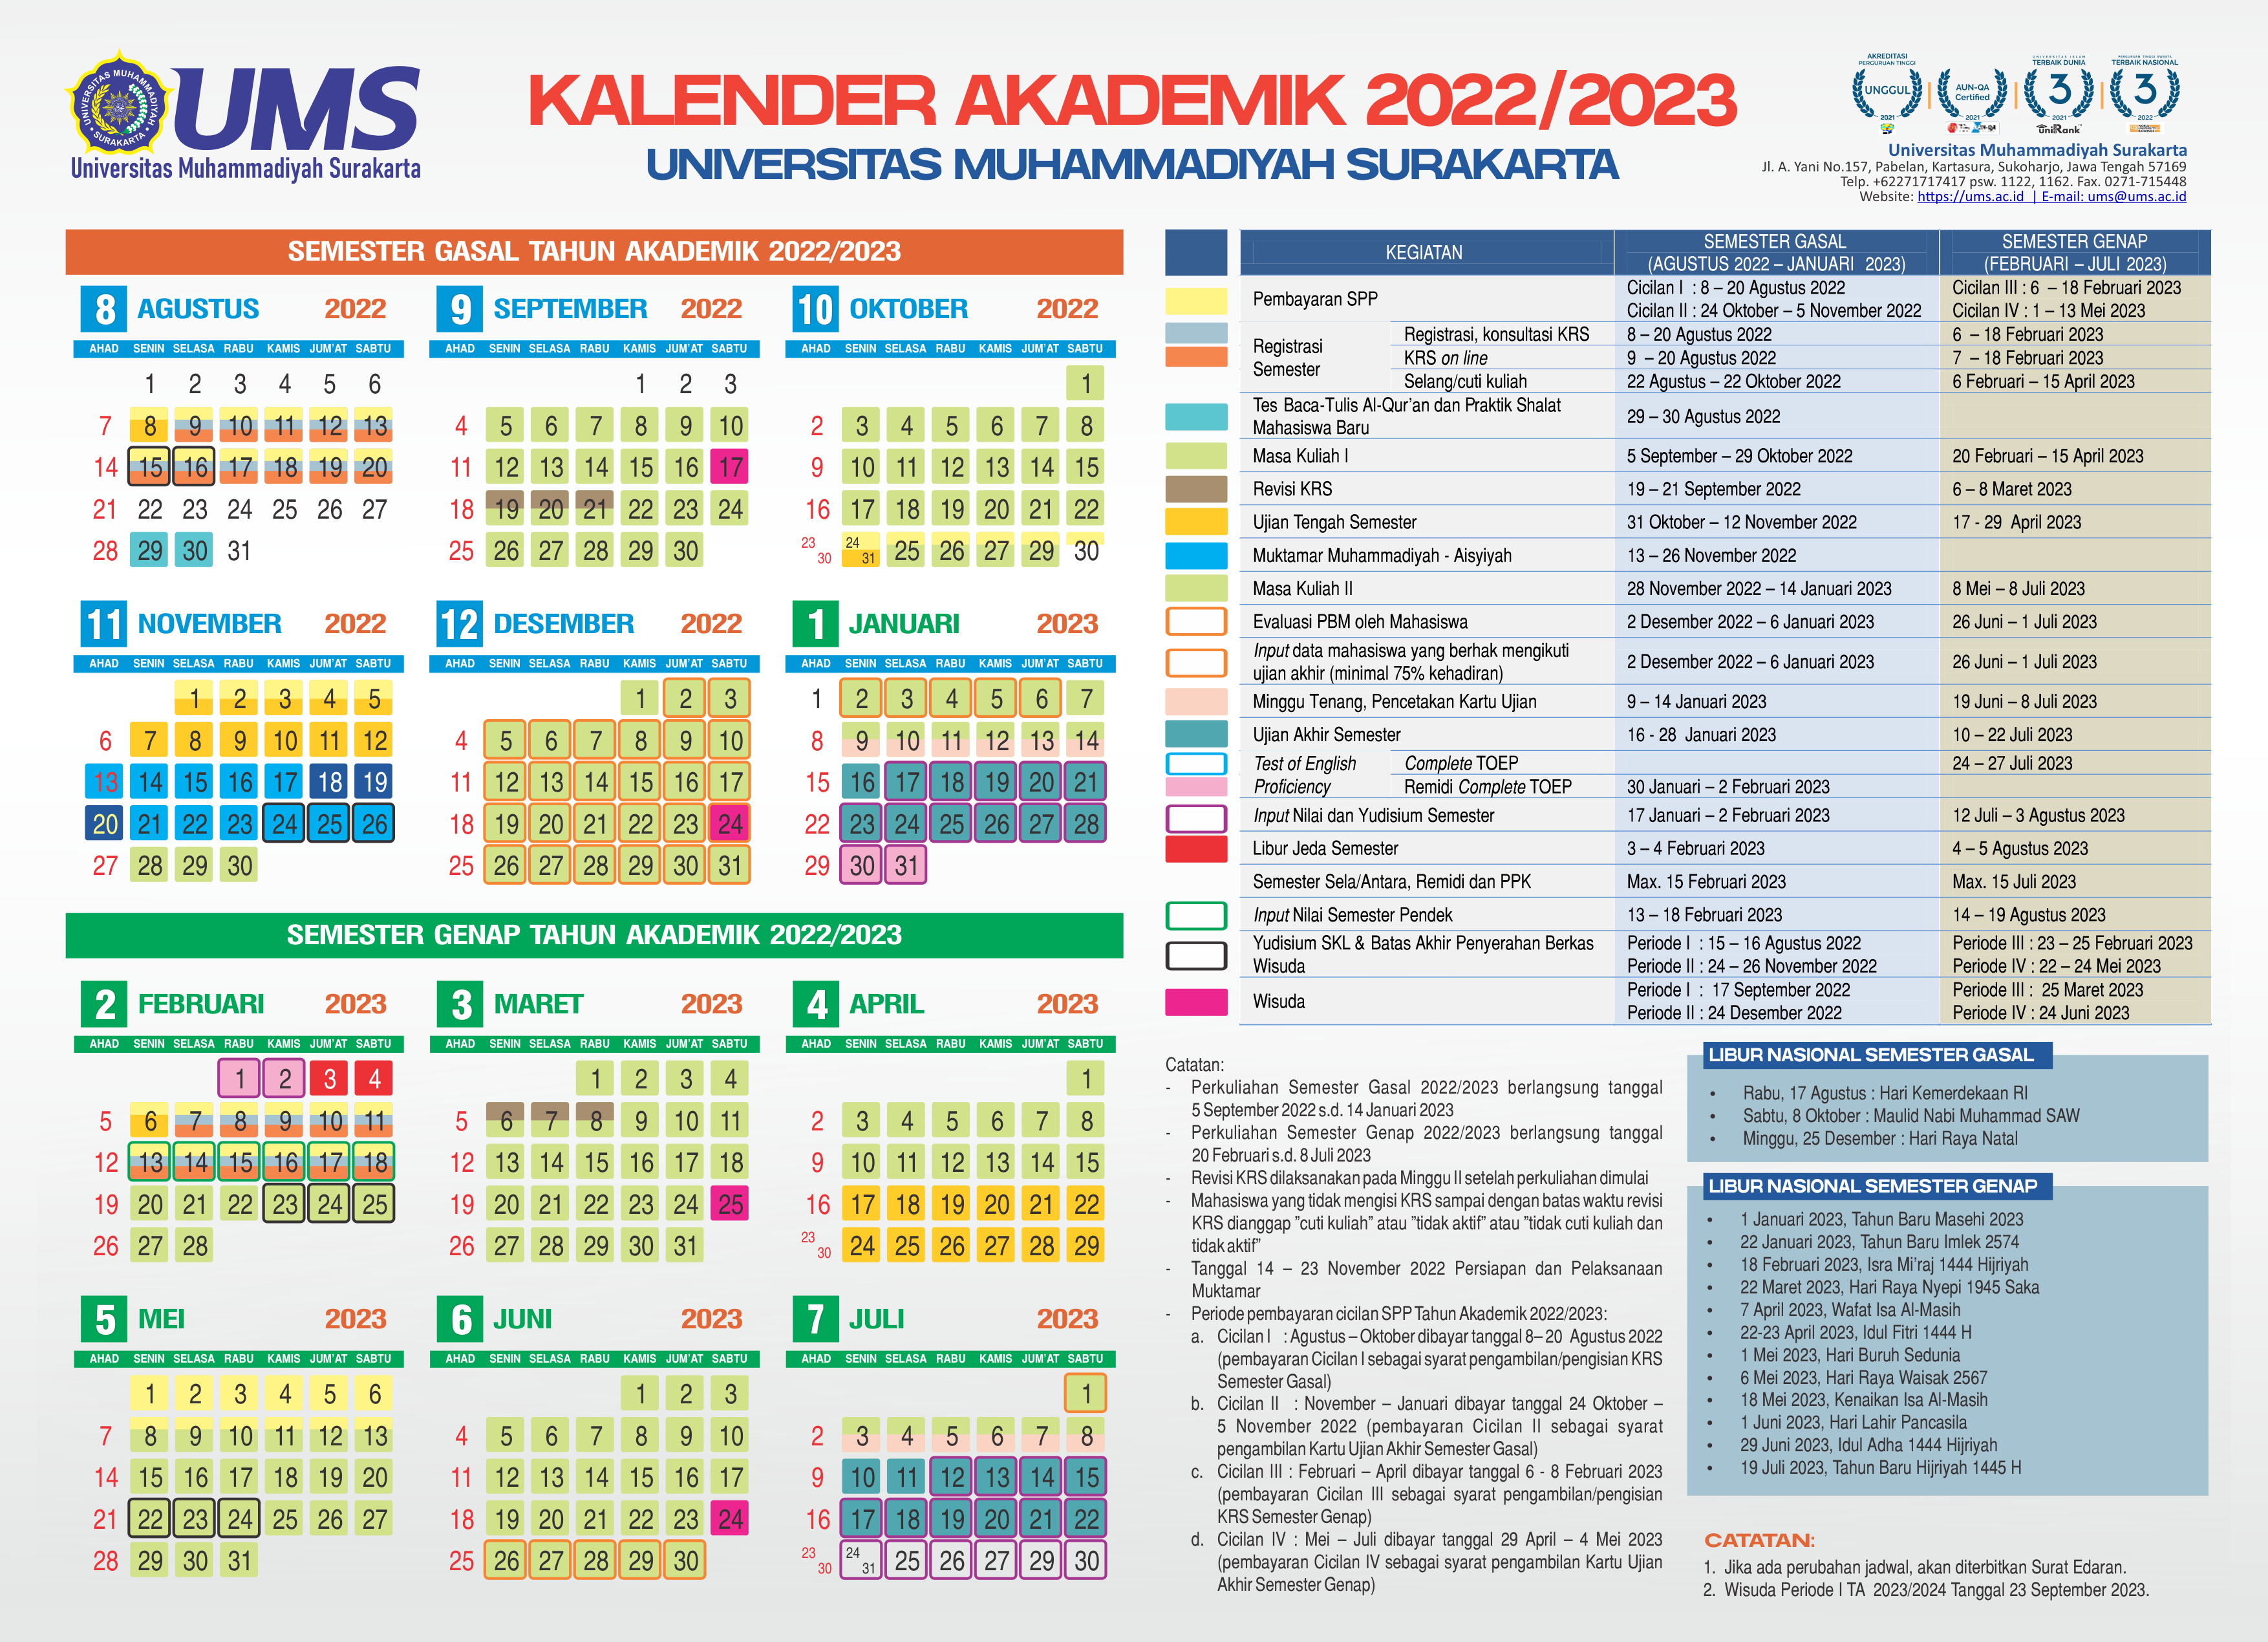 UMS
Universitas Muhammadiyah Surakarta
KALENDER AKADEMIK 2022/2023
UNIVERSITAS MUHAMMADIYAH SURAKARTA
UNGGUL
AUN-QA Certified
3
3
Universitas Muhammadiyah Surakarta
Jl. A. Yani No.157, Pabelan, Kartasura, Sukoharjo, Jawa Tengah 57169
Telp. +62271717417 psw. 1122, 1162. Fax. 0271-715448
Website: https://ums.ac.id | E-mail: ums@ums.ac.id
SEMESTER GASAL TAHUN AKADEMIK 2022/2023
8 AGUSTUS 2022
AHAD SENIN SELASA RABU KAMIS JUM'AT SABTU
1 2 3 4 5 6
7 8 9 10 11 12 13
14 15 16 17 18 19 20
21 22 23 24 25 26 27
28 29 30 31
9 SEPTEMBER 2022
AHAD SENIN SELASA RABU KAMIS JUM'AT SABTU
1 2 3
4 5 6 7 8 9 10
11 12 13 14 15 16 17
18 19 20 21 22 23 24
25 26 27 28 29 30
10 OKTOBER 2022
AHAD SENIN SELASA RABU KAMIS JUM'AT SABTU
1
2 3 4 5 6 7 8
9 10 11 12 13 14 15
16 17 18 19 20 21 22
23 30 24 31 25 26 27 29 30
11 NOVEMBER 2022
AHAD SENIN SELASA RABU KAMIS JUM'AT SABTU
1 2 3 4 5
6 7 8 9 10 11 12
13 14 15 16 17 18 19
20 21 22 23 24 25 26
27 28 29 30
12 DESEMBER 2022
AHAD SENIN SELASA RABU KAMIS JUM'AT SABTU
1 2 3
4 5 6 7 8 9 10
11 12 13 14 15 16 17
18 19 20 21 22 23 24
25 26 27 28 29 30 31
1 JANUARI 2023
AHAD SENIN SELASA RABU KAMIS JUM'AT SABTU
1 2 3 4 5 6 7
8 9 10 11 12 13 14
15 16 17 18 19 20 21
22 23 24 25 26 27 28
29 30 31
SEMESTER GENAP TAHUN AKADEMIK 2022/2023
2 FEBRUARI 2023
AHAD SENIN SELASA RABU KAMIS JUM'AT SABTU
1 2 3 4
5 6 7 8 9 10 11
12 13 14 15 16 17 18
19 20 21 22 23 24 25
26 27 28
3 MARET 2023
AHAD SENIN SELASA RABU KAMIS JUM'AT SABTU
1 2 3 4
5 6 7 8 9 10 11
12 13 14 15 16 17 18
19 20 21 22 23 24 25
26 27 28 29 30 31
4 APRIL 2023
AHAD SENIN SELASA RABU KAMIS JUM'AT SABTU
1
2 3 4 5 6 7 8
9 10 11 12 13 14 15
16 17 18 19 20 21 22
23 30 24 25 26 27 28 29
5 MEI 2023
AHAD SENIN SELASA RABU KAMIS JUM'AT SABTU
1 2 3 4 5 6
7 8 9 10 11 12 13
14 15 16 17 18 19 20
21 22 23 24 25 26 27
28 29 30 31
6 JUNI 2023
AHAD SENIN SELASA RABU KAMIS JUM'AT SABTU
1 2 3
4 5 6 7 8 9 10
11 12 13 14 15 16 17
18 19 20 21 22 23 24
25 26 27 28 29 30
7 JULI 2023
AHAD SENIN SELASA RABU KAMIS JUM'AT SABTU
1
2 3 4 5 6 7 8
9 10 11 12 13 14 15
16 17 18 19 20 21 22
23 30 24 31 25 26 27 29 30
KEGIATAN SEMESTER GASAL (AGUSTUS 2022 – JANUARI 2023) SEMESTER GENAP (FEBRUARI – JULI 2023)
Pembayaran SPP
Cicilan I : 8 – 20 Agustus 2022 Cicilan III : 6 – 18 Februari 2023
Cicilan II : 24 Oktober – 5 November 2022 Cicilan IV : 1 – 13 Mei 2023
Registrasi Semester
Registrasi, konsultasi KRS 8 – 20 Agustus 2022 6 – 18 Februari 2023
KRS on line 9 – 20 Agustus 2022 7 – 18 Februari 2023
Selang/cuti kuliah 22 Agustus – 22 Oktober 2022 6 Februari – 15 April 2023
Tes Baca-Tulis Al-Qur'an dan Praktik Shalat
Mahasiswa Baru 29 – 30 Agustus 2022
Masa Kuliah I 5 September – 29 Oktober 2022 20 Februari – 15 April 2023
Revisi KRS 19 – 21 September 2022 6 – 8 Maret 2023
Ujian Tengah Semester 31 Oktober – 12 November 2022 17 - 29 April 2023
Muktamar Muhammadiyah - Aisyiyah 13 – 26 November 2022
Masa Kuliah II 28 November 2022 – 14 Januari 2023 8 Mei – 8 Juli 2023
Evaluasi PBM oleh Mahasiswa 2 Desember 2022 – 6 Januari 2023 26 Juni – 1 Juli 2023
Input data mahasiswa yang berhak mengikuti
ujian akhir (minimal 75% kehadiran) 2 Desember 2022 – 6 Januari 2023 26 Juni – 1 Juli 2023
Minggu Tenang, Pencetakan Kartu Ujian 9 – 14 Januari 2023 19 Juni – 8 Juli 2023
Ujian Akhir Semester 16 - 28 Januari 2023 10 – 22 Juli 2023
Test of English Proficiency
Complete TOEP 24 – 27 Juli 2023
Remidi Complete TOEP 30 Januari – 2 Februari 2023
Input Nilai dan Yudisium Semester 17 Januari – 2 Februari 2023 12 Juli – 3 Agustus 2023
Libur Jeda Semester 3 – 4 Februari 2023 4 – 5 Agustus 2023
Semester Sela/Antara, Remidi dan PPK Max. 15 Februari 2023 Max. 15 Juli 2023
Input Nilai Semester Pendek 13 – 18 Februari 2023 14 – 19 Agustus 2023
Yudisium SKL & Batas Akhir Penyerahan Berkas Wisuda
Periode I : 15 – 16 Agustus 2022 Periode III : 23 – 25 Februari 2023
Periode II : 24 – 26 November 2022 Periode IV : 22 – 24 Mei 2023
Wisuda
Periode I : 17 September 2022 Periode III : 25 Maret 2023
Periode II : 24 Desember 2022 Periode IV : 24 Juni 2023
Catatan:
- Perkuliahan Semester Gasal 2022/2023 berlangsung tanggal
5 September 2022 s.d. 14 Januari 2023
- Perkuliahan Semester Genap 2022/2023 berlangsung tanggal
20 Februari s.d. 8 Juli 2023
- Revisi KRS dilaksanakan pada Minggu II setelah perkuliahan dimulai
- Mahasiswa yang tidak mengisi KRS sampai dengan batas waktu revisi
KRS dianggap "cuti kuliah" atau "tidak aktif" atau "tidak cuti kuliah dan
tidak aktif"
- Tanggal 14 – 23 November 2022 Persiapan dan Pelaksanaan
Muktamar
- Periode pembayaran cicilan SPP Tahun Akademik 2022/2023:
a. Cicilan I : Agustus – Oktober dibayar tanggal 8– 20 Agustus 2022
(pembayaran Cicilan I sebagai syarat pengambilan/pengisian KRS
Semester Gasal)
b. Cicilan II : November – Januari dibayar tanggal 24 Oktober –
5 November 2022 (pembayaran Cicilan II sebagai syarat
pengambilan Kartu Ujian Akhir Semester Gasal)
c. Cicilan III : Februari – April dibayar tanggal 6 - 8 Februari 2023
(pembayaran Cicilan III sebagai syarat pengambilan/pengisian
KRS Semester Genap)
d. Cicilan IV : Mei – Juli dibayar tanggal 29 April – 4 Mei 2023
(pembayaran Cicilan IV sebagai syarat pengambilan Kartu Ujian
Akhir Semester Genap)
LIBUR NASIONAL SEMESTER GASAL
• Rabu, 17 Agustus : Hari Kemerdekaan RI
• Sabtu, 8 Oktober : Maulid Nabi Muhammad SAW
• Minggu, 25 Desember : Hari Raya Natal
LIBUR NASIONAL SEMESTER GENAP
• 1 Januari 2023, Tahun Baru Masehi 2023
• 22 Januari 2023, Tahun Baru Imlek 2574
• 18 Februari 2023, Isra Mi'raj 1444 Hijriyah
• 22 Maret 2023, Hari Raya Nyepi 1945 Saka
• 7 April 2023, Wafat Isa Al-Masih
• 22-23 April 2023, Idul Fitri 1444 H
• 1 Mei 2023, Hari Buruh Sedunia
• 6 Mei 2023, Hari Raya Waisak 2567
• 18 Mei 2023, Kenaikan Isa Al-Masih
• 1 Juni 2023, Hari Lahir Pancasila
• 29 Juni 2023, Idul Adha 1444 Hijriyah
• 19 Juli 2023, Tahun Baru Hijriyah 1445 H
CATATAN:
1. Jika ada perubahan jadwal, akan diterbitkan Surat Edaran.
2. Wisuda Periode I TA 2023/2024 Tanggal 23 September 2023.